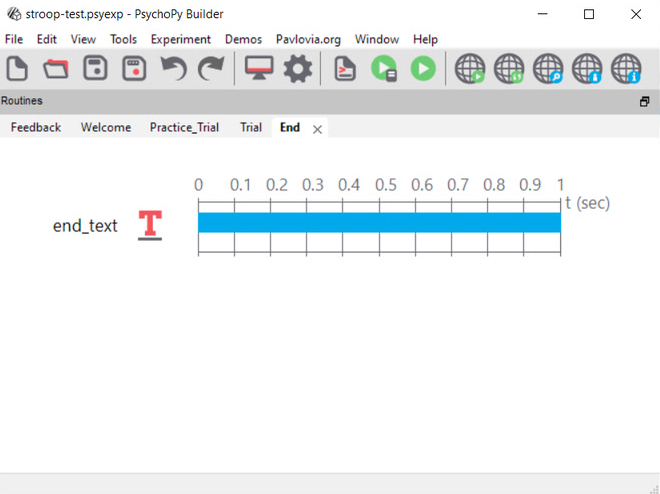 stroop-test.psyexp - PsychoPy Builder
File Edit View Tools Experiment Demos Pavlovia.org Window Help
Routines
Feedback Welcome Practice_Trial Trial End
0 0.1 0.2 0.3 0.4 0.5 0.6 0.7 0.8 0.9 1
t (sec)
end_text T